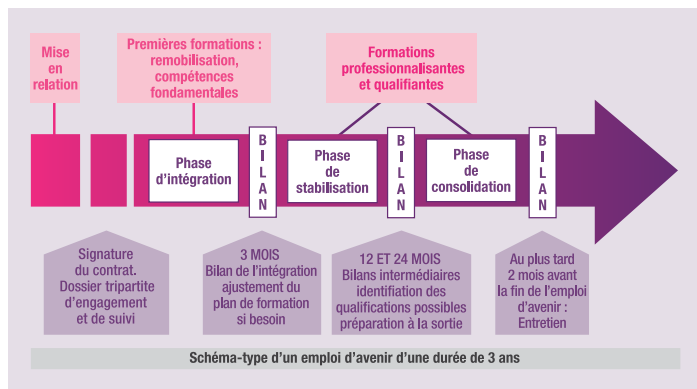 Mise
en
relation
Premières formations :
remobilisation,
compétences
fondamentales
Formations
professionnalisantes
et qualifiantes
Phase
d'intégration
B
I
L
A
N
Phase
de
stabilisation
B
I
L
A
N
Phase
de
consolidation
B
I
L
A
N
Signature
du contrat.
Dossier tripartite
d'engagement
et de suivi
3 MOIS
Bilan de l'intégration
ajustement du
plan de formation
si besoin
12 ET 24 MOIS
Bilans intermédiaires
identification des
qualifications possibles
préparation à la sortie
Au plus tard
2 mois avant
la fin de l'emploi
d'avenir :
Entretien
Schéma-type d'un emploi d'avenir d'une durée de 3 ans